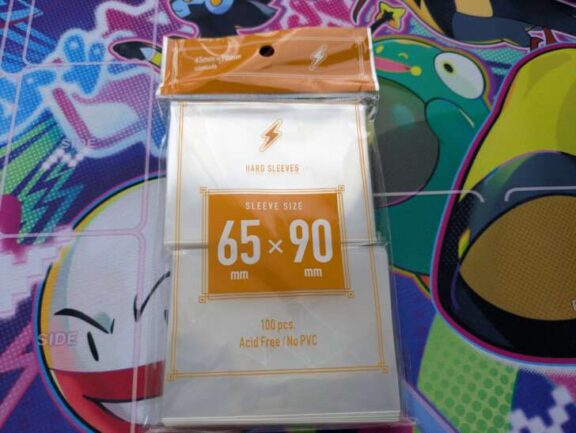 HARD SLEEVES
SLEEVE SIZE
65 × 90
mm mm
100 pcs.
Acid Free / No PVC
SIDE
SIDE